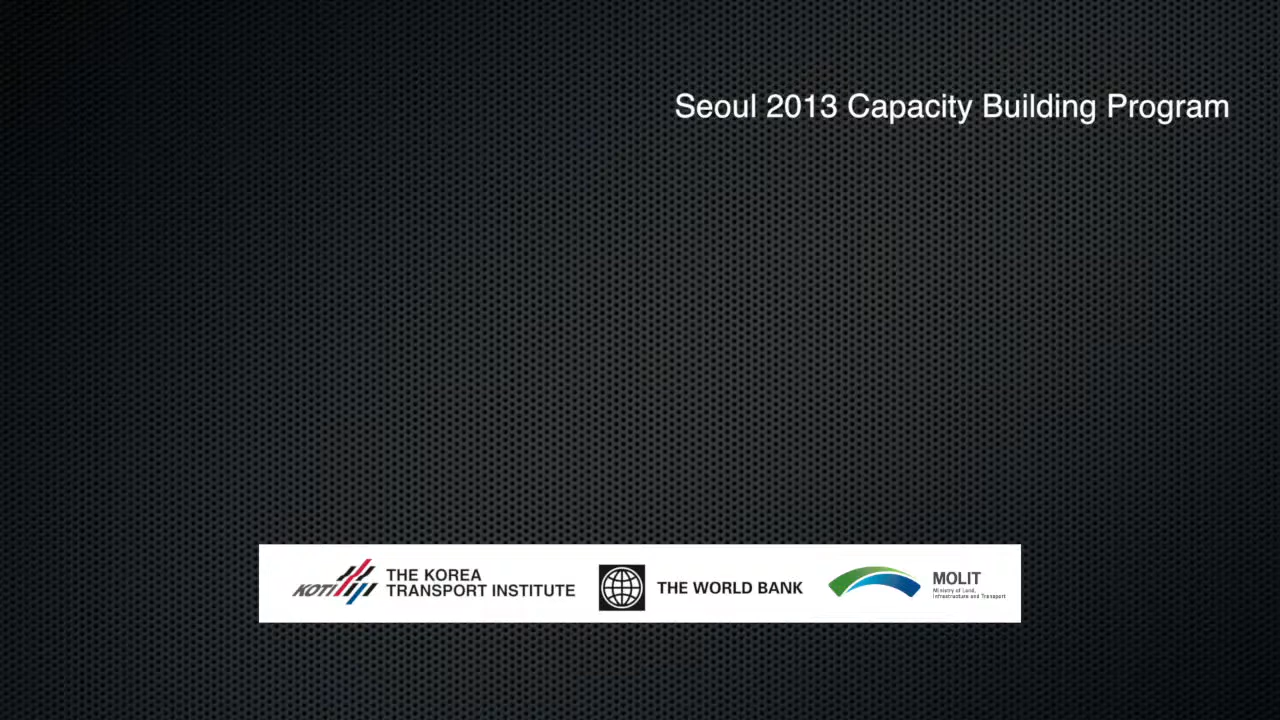 Seoul 2013 Capacity Building Program
KOTI
THE KOREA
TRANSPORT INSTITUTE
THE WORLD BANK
MOLIT
Ministry of Land,
Infrastructure and Transport